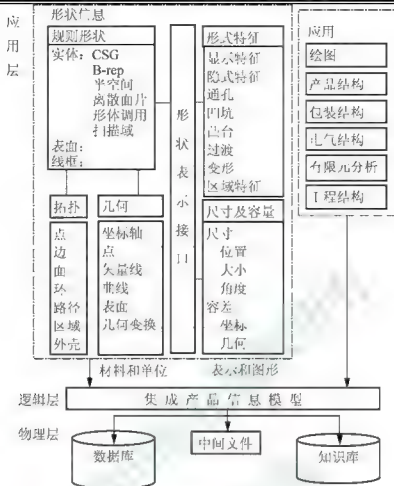 应用层
形状信息
规则形状
实体：CSG
B-rep
半空间
离散面片
形体调用
扫描域
表面：
线框：
拓扑
点
边
面
环
路径
区域
外壳
几何
坐标轴
点
矢量线
曲线
表面
几何变换
形状表示接口
形式特征
显示特征
隐式特征
通孔
凹坑
凸台
过渡
变形
区域特征
尺寸及容量
尺寸
位置
大小
角度
容差
坐标
几何
应用
绘图
产品结构
包装结构
电气结构
有限元分析
工程结构
材料和单位
表示和图形
逻辑层
集成产品信息模型
物理层
数据库
中间文件
知识库